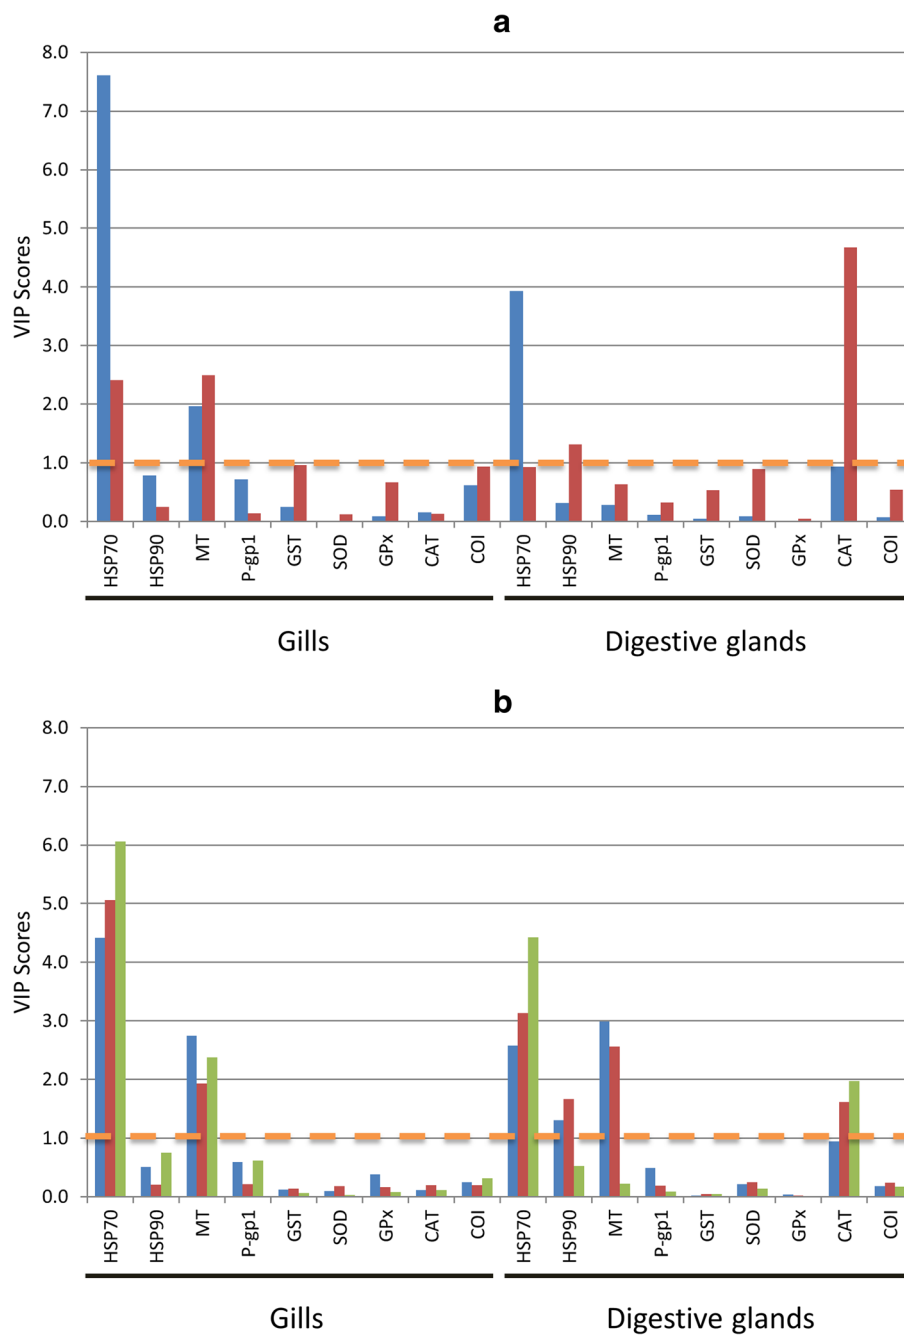 a
8.0
7.0
6.0
5.0
4.0
3.0
2.0
1.0
0.0
VIP Scores
HSP70 HSP90 MT P-gp1 GST SOD GPx CAT COI HSP70 HSP90 MT P-gp1 GST SOD GPx CAT COI
Gills Digestive glands
b
8.0
7.0
6.0
5.0
4.0
3.0
2.0
1.0
0.0
VIP Scores
HSP70 HSP90 MT P-gp1 GST SOD GPx CAT COI HSP70 HSP90 MT P-gp1 GST SOD GPx CAT COI
Gills Digestive glands